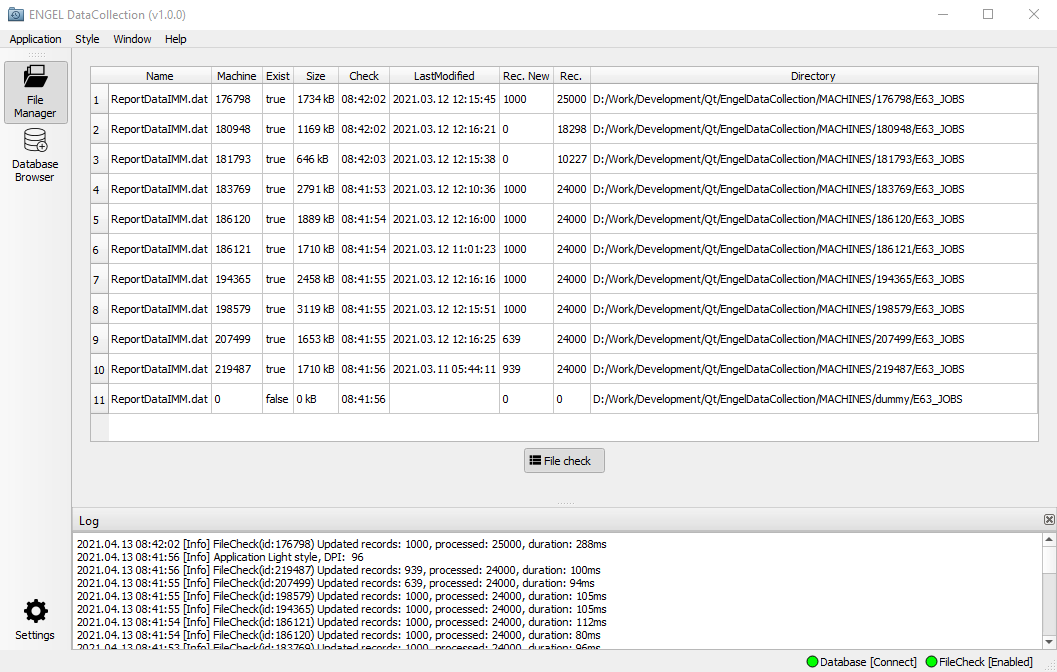 ENGEL DataCollection (v1.0.0)
Application Style Window Help
File Manager
Database Browser
Settings
Name Machine Exist Size Check LastModified Rec. New Rec. Directory
1 ReportDataIMM.dat 176798 true 1734 kB 08:42:02 2021.03.12 12:15:45 1000 25000 D:/Work/Development/Qt/EngelDataCollection/MACHINES/176798/E63_JOBS
2 ReportDataIMM.dat 180948 true 1169 kB 08:42:02 2021.03.12 12:16:21 0 18298 D:/Work/Development/Qt/EngelDataCollection/MACHINES/180948/E63_JOBS
3 ReportDataIMM.dat 181793 true 646 kB 08:42:03 2021.03.12 12:15:38 0 10227 D:/Work/Development/Qt/EngelDataCollection/MACHINES/181793/E63_JOBS
4 ReportDataIMM.dat 183769 true 2791 kB 08:41:53 2021.03.12 12:10:36 1000 24000 D:/Work/Development/Qt/EngelDataCollection/MACHINES/183769/E63_JOBS
5 ReportDataIMM.dat 186120 true 1889 kB 08:41:54 2021.03.12 12:16:00 1000 24000 D:/Work/Development/Qt/EngelDataCollection/MACHINES/186120/E63_JOBS
6 ReportDataIMM.dat 186121 true 1710 kB 08:41:54 2021.03.12 11:01:23 1000 24000 D:/Work/Development/Qt/EngelDataCollection/MACHINES/186121/E63_JOBS
7 ReportDataIMM.dat 194365 true 2458 kB 08:41:55 2021.03.12 12:16:16 1000 24000 D:/Work/Development/Qt/EngelDataCollection/MACHINES/194365/E63_JOBS
8 ReportDataIMM.dat 198579 true 3119 kB 08:41:55 2021.03.12 12:15:51 1000 24000 D:/Work/Development/Qt/EngelDataCollection/MACHINES/198579/E63_JOBS
9 ReportDataIMM.dat 207499 true 1653 kB 08:41:55 2021.03.12 12:16:25 639 24000 D:/Work/Development/Qt/EngelDataCollection/MACHINES/207499/E63_JOBS
10 ReportDataIMM.dat 219487 true 1710 kB 08:41:56 2021.03.11 05:44:11 939 24000 D:/Work/Development/Qt/EngelDataCollection/MACHINES/219487/E63_JOBS
11 ReportDataIMM.dat 0 false 0 kB 08:41:56 0 0 D:/Work/Development/Qt/EngelDataCollection/MACHINES/dummy/E63_JOBS
File check
Log
2021.04.13 08:42:02 [Info] FileCheck(id:176798) Updated records: 1000, processed: 25000, duration: 288ms
2021.04.13 08:41:56 [Info] Application Light style, DPI: 96
2021.04.13 08:41:56 [Info] FileCheck(id:219487) Updated records: 939, processed: 24000, duration: 100ms
2021.04.13 08:41:55 [Info] FileCheck(id:207499) Updated records: 639, processed: 24000, duration: 94ms
2021.04.13 08:41:55 [Info] FileCheck(id:198579) Updated records: 1000, processed: 24000, duration: 105ms
2021.04.13 08:41:55 [Info] FileCheck(id:194365) Updated records: 1000, processed: 24000, duration: 105ms
2021.04.13 08:41:54 [Info] FileCheck(id:186121) Updated records: 1000, processed: 24000, duration: 112ms
2021.04.13 08:41:54 [Info] FileCheck(id:186120) Updated records: 1000, processed: 24000, duration: 80ms
2021.04.13 08:41:53 [Info] FileCheck(id:183769) Updated records: 1000, processed: 24000, duration: 96ms
Database [Connect] FileCheck [Enabled]